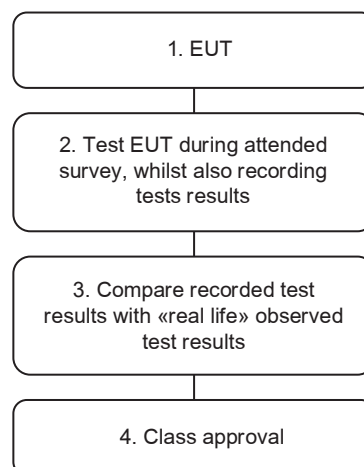 1. EUT
2. Test EUT during attended
survey, whilst also recording
tests results
3. Compare recorded test
results with «real life» observed
test results
4. Class approval